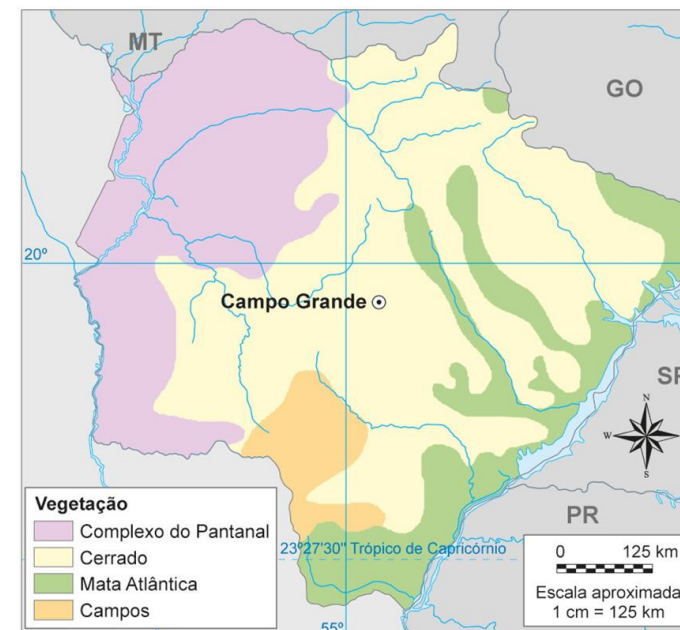 MT
GO
20º
Campo Grande
SP
N
W
S
Vegetação
Complexo do Pantanal
Cerrado
Mata Atlântica
Campos
23º27'30" Trópico de Capricórnio
PR
0 125 km
Escala aproximada
1 cm = 125 km
55º